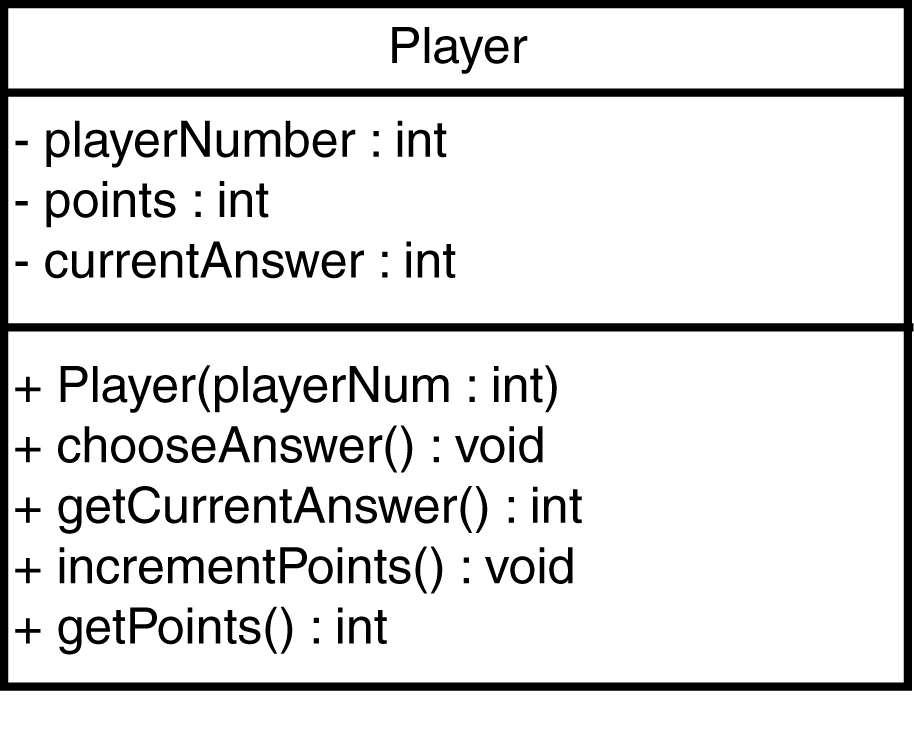 Player
- playerNumber : int
- points : int
- currentAnswer : int
+ Player(playerNum : int)
+ chooseAnswer() : void
+ getCurrentAnswer() : int
+ incrementPoints() : void
+ getPoints() : int